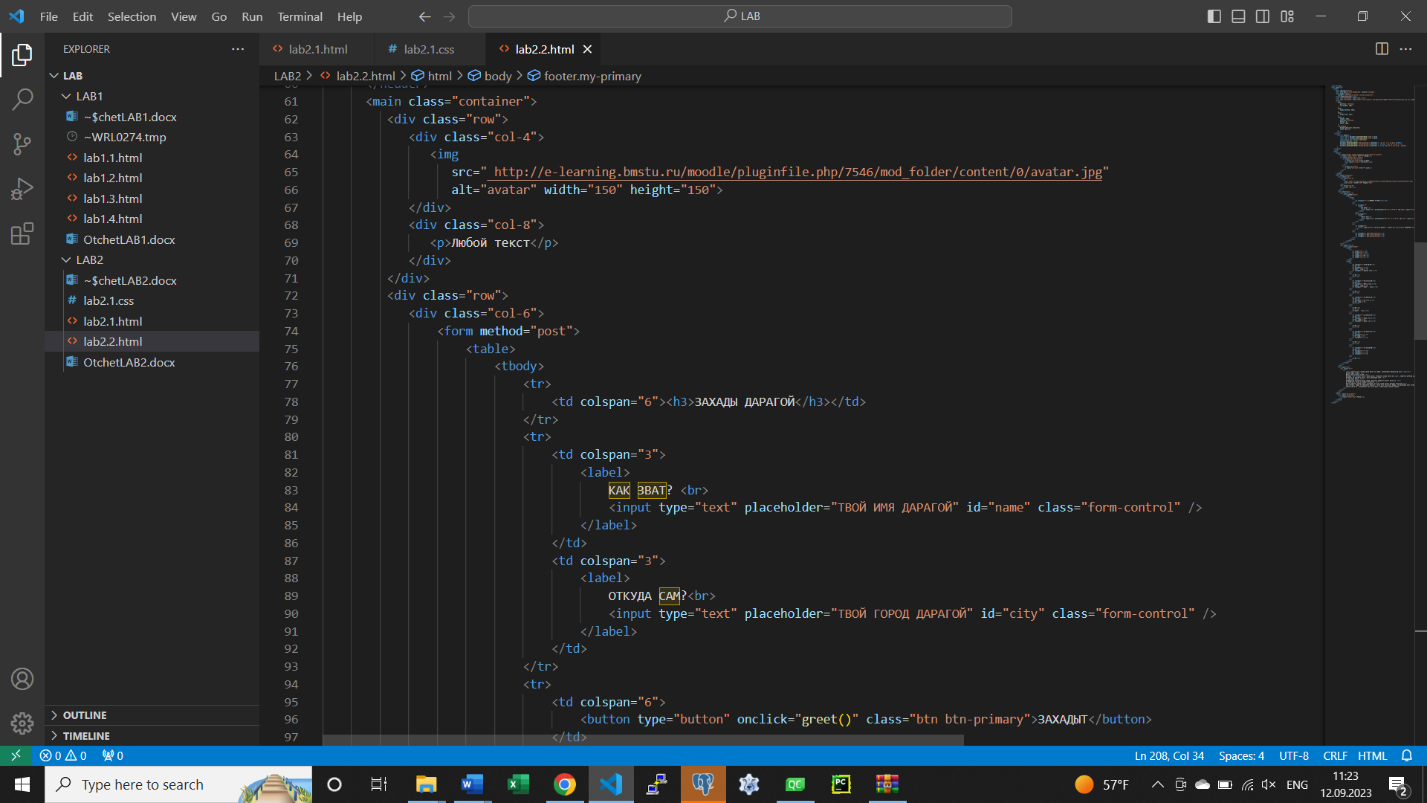 File Edit Selection View Go Run Terminal Help LAB
EXPLORER
lab2.1.html lab2.1.css lab2.2.html
LAB2 > lab2.2.html > html > body > footer.my-primary
LAB
LAB1
~$chetLAB1.docx
~WRL0274.tmp
lab1.1.html
lab1.2.html
lab1.3.html
lab1.4.html
OtchetLAB1.docx
LAB2
~$chetLAB2.docx
lab2.1.css
lab2.1.html
lab2.2.html
OtchetLAB2.docx
OUTLINE
TIMELINE
60 </header>
61 <main class="container">
62 <div class="row">
63 <div class="col-4">
64 <img
65 src=" http://e-learning.bmstu.ru/moodle/pluginfile.php/7546/mod_folder/content/0/avatar.jpg"
66 alt="avatar" width="150" height="150">
67 </div>
68 <div class="col-8">
69 <p>Любой текст</p>
70 </div>
71 </div>
72 <div class="row">
73 <div class="col-6">
74 <form method="post">
75 <table>
76 <tbody>
77 <tr>
78 <td colspan="6"><h3>ЗАХАДЫ ДАРАГОЙ</h3></td>
79 </tr>
80 <tr>
81 <td colspan="3">
82 <label>
83 КАК ЗВАТ? <br>
84 <input type="text" placeholder="ТВОЙ ИМЯ ДАРАГОЙ" id="name" class="form-control" />
85 </label>
86 </td>
87 <td colspan="3">
88 <label>
89 ОТКУДА САМ?<br>
90 <input type="text" placeholder="ТВОЙ ГОРОД ДАРАГОЙ" id="city" class="form-control" />
91 </label>
92 </td>
93 </tr>
94 <tr>
95 <td colspan="6">
96 <button type="button" onclick="greet()" class="btn btn-primary">ЗАХАДЫТ</button>
97 </td>
0 0 0 Ln 208, Col 34 Spaces: 4 UTF-8 CRLF HTML
Type here to search 57°F ENG 11:23
12.09.2023 2